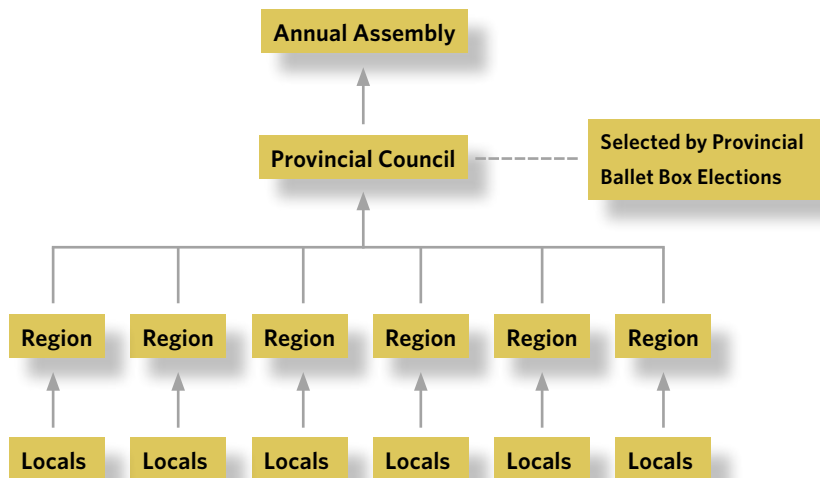 Annual Assembly
Provincial Council
Selected by Provincial
Ballet Box Elections
Region
Region
Region
Region
Region
Region
Locals
Locals
Locals
Locals
Locals
Locals